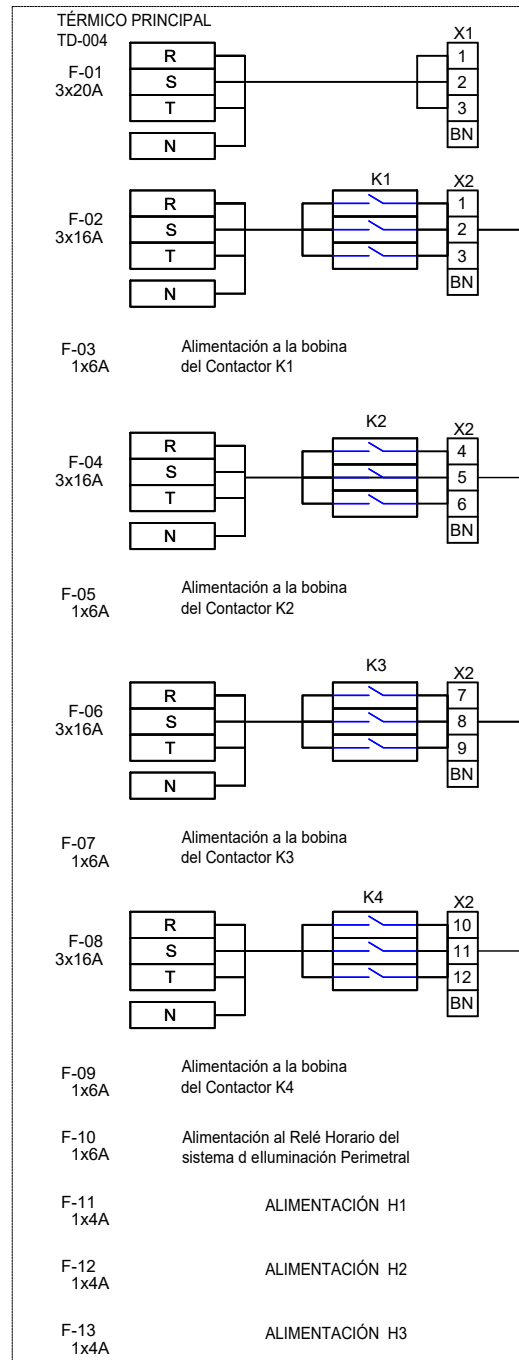 TÉRMICO PRINCIPAL
TD-004
F-01
3x20A
R
S
T
N
X1
1
2
3
BN
F-02
3x16A
R
S
T
N
K1
X2
1
2
3
BN
F-03
1x6A
Alimentación a la bobina
del Contactor K1
F-04
3x16A
R
S
T
N
K2
X2
4
5
6
BN
F-05
1x6A
Alimentación a la bobina
del Contactor K2
F-06
3x16A
R
S
T
N
K3
X2
7
8
9
BN
F-07
1x6A
Alimentación a la bobina
del Contactor K3
F-08
3x16A
R
S
T
N
K4
X2
10
11
12
BN
F-09
1x6A
Alimentación a la bobina
del Contactor K4
F-10
1x6A
Alimentación al Relé Horario del
sistema d eIluminación Perimetral
F-11
1x4A
ALIMENTACIÓN H1
F-12
1x4A
ALIMENTACIÓN H2
F-13
1x4A
ALIMENTACIÓN H3